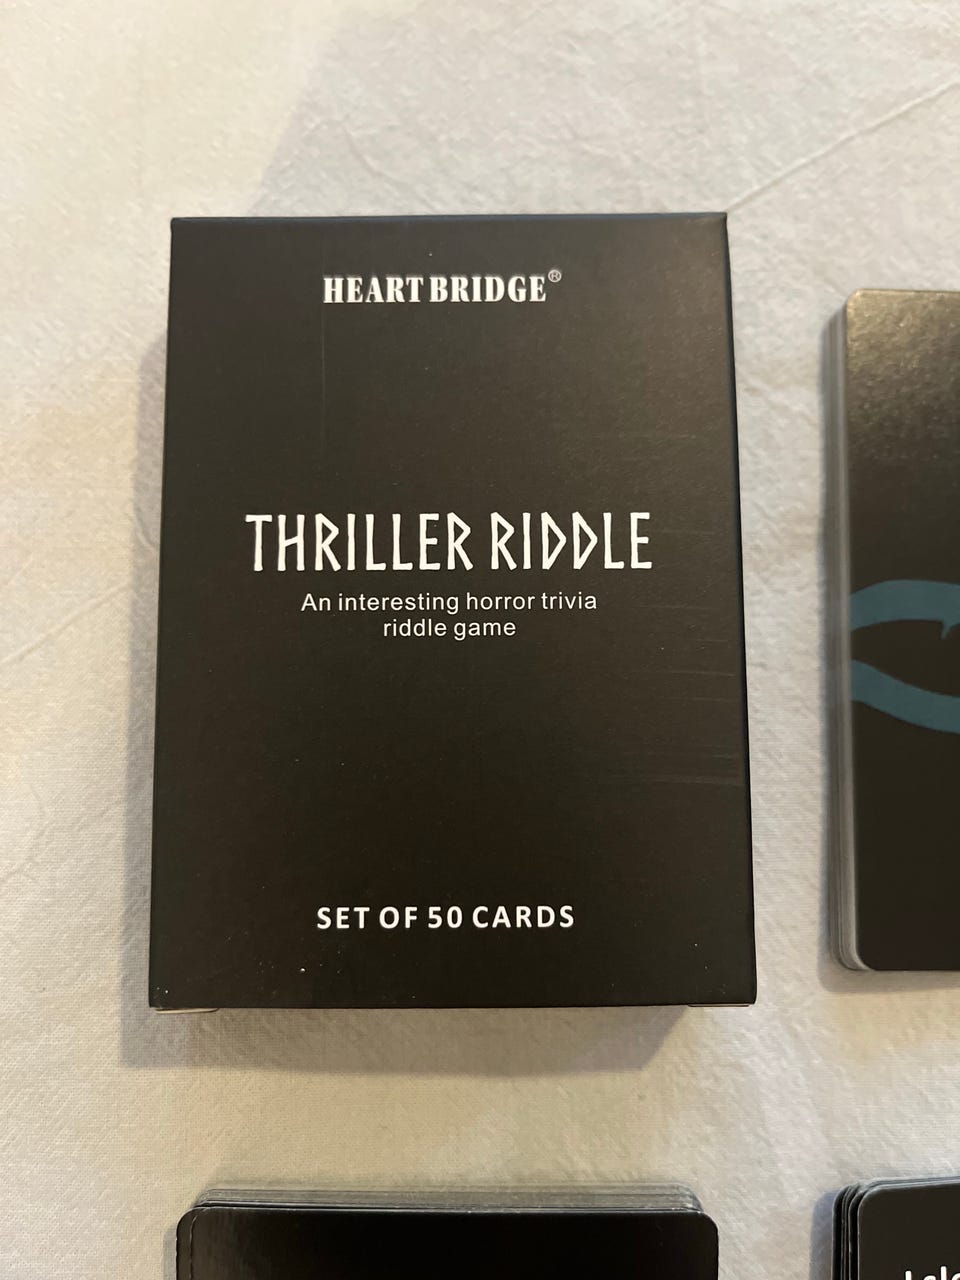 HEART BRIDGE®
THRILLER RIDDLE
An interesting horror trivia
riddle game
SET OF 50 CARDS